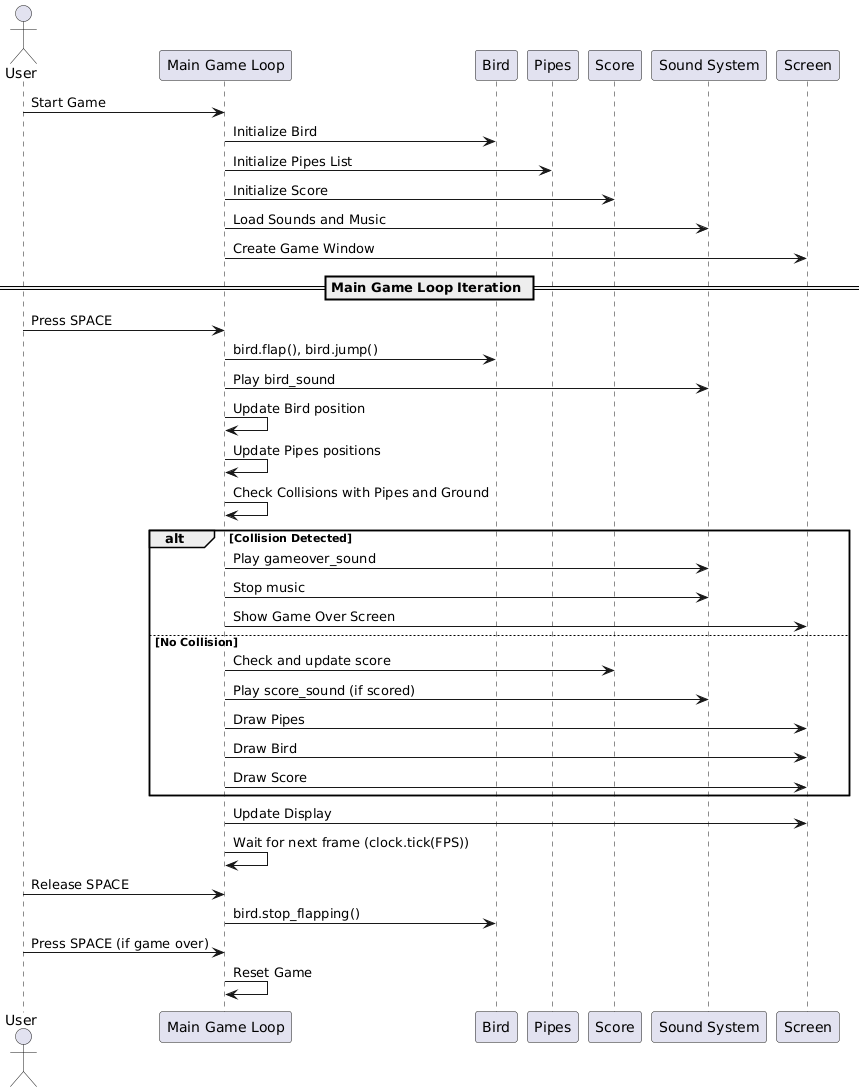 User
Main Game Loop
Bird
Pipes
Score
Sound System
Screen
Start Game
Initialize Bird
Initialize Pipes List
Initialize Score
Load Sounds and Music
Create Game Window
Main Game Loop Iteration
Press SPACE
bird.flap(), bird.jump()
Play bird_sound
Update Bird position
Update Pipes positions
Check Collisions with Pipes and Ground
alt
[Collision Detected]
Play gameover_sound
Stop music
Show Game Over Screen
[No Collision]
Check and update score
Play score_sound (if scored)
Draw Pipes
Draw Bird
Draw Score
Update Display
Wait for next frame (clock.tick(FPS))
Release SPACE
bird.stop_flapping()
Press SPACE (if game over)
Reset Game
User
Main Game Loop
Bird
Pipes
Score
Sound System
Screen